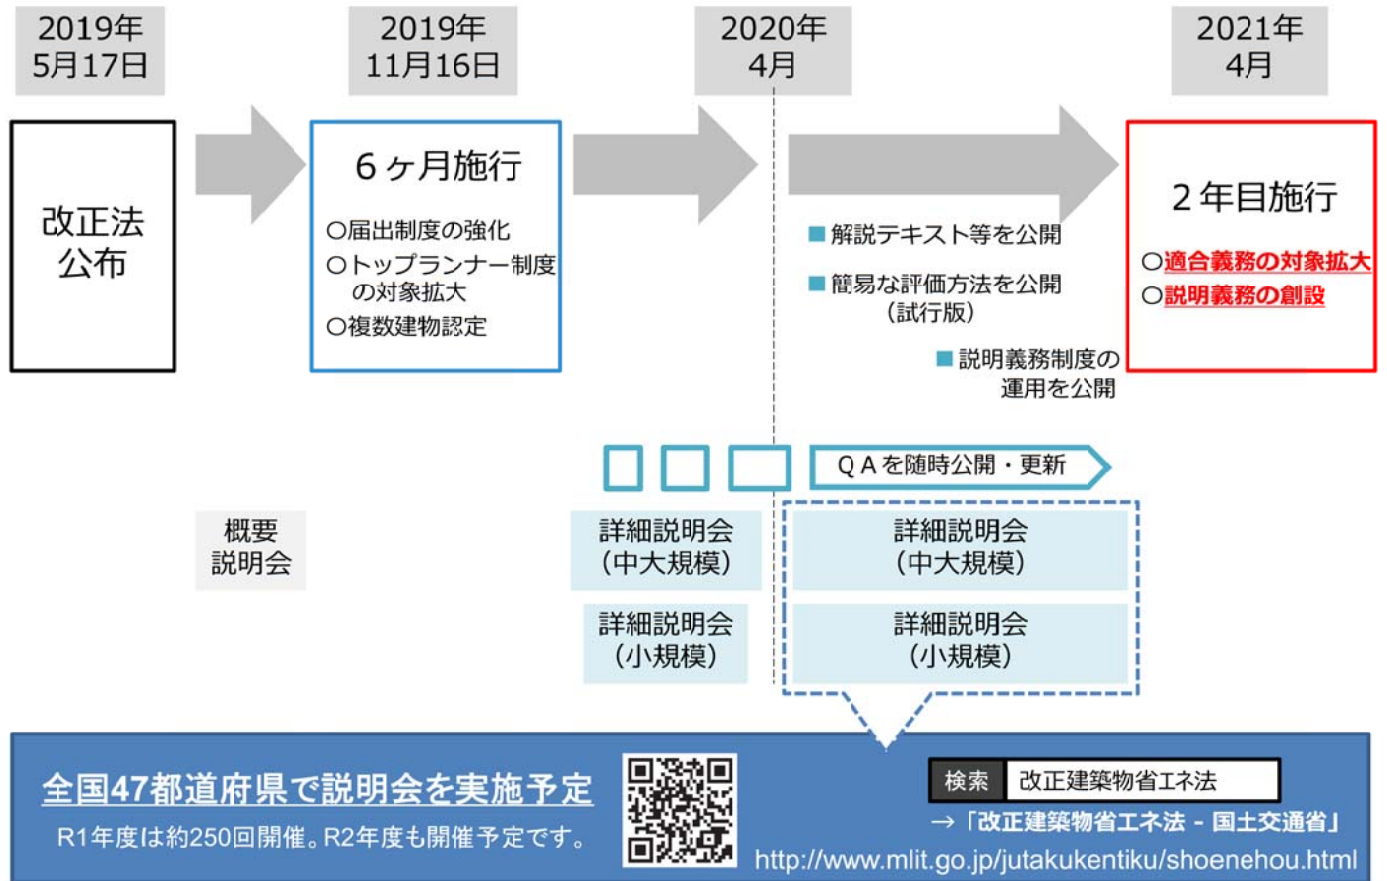 2019年
5月17日
2019年
11月16日
2020年
4月
2021年
4月
改正法
公布
6ヶ月施行
○届出制度の強化
○トップランナー制度
の対象拡大
○複数建物認定
■解説テキスト等を公開
■簡易な評価方法を公開
(試行版)
■説明義務制度の
運用を公開
2年目施行
○適合義務の対象拡大
○説明義務の創設
QAを随時公開・更新
概要
説明会
詳細説明会
(中大規模)
詳細説明会
(中大規模)
詳細説明会
(小規模)
詳細説明会
(小規模)
全国47都道府県で説明会を実施予定
R1年度は約250回開催。R2年度も開催予定です。
検索 改正建築物省エネ法
→「改正建築物省エネ法 - 国土交通省」
http://www.mlit.go.jp/jutakukentiku/shoenehou.html